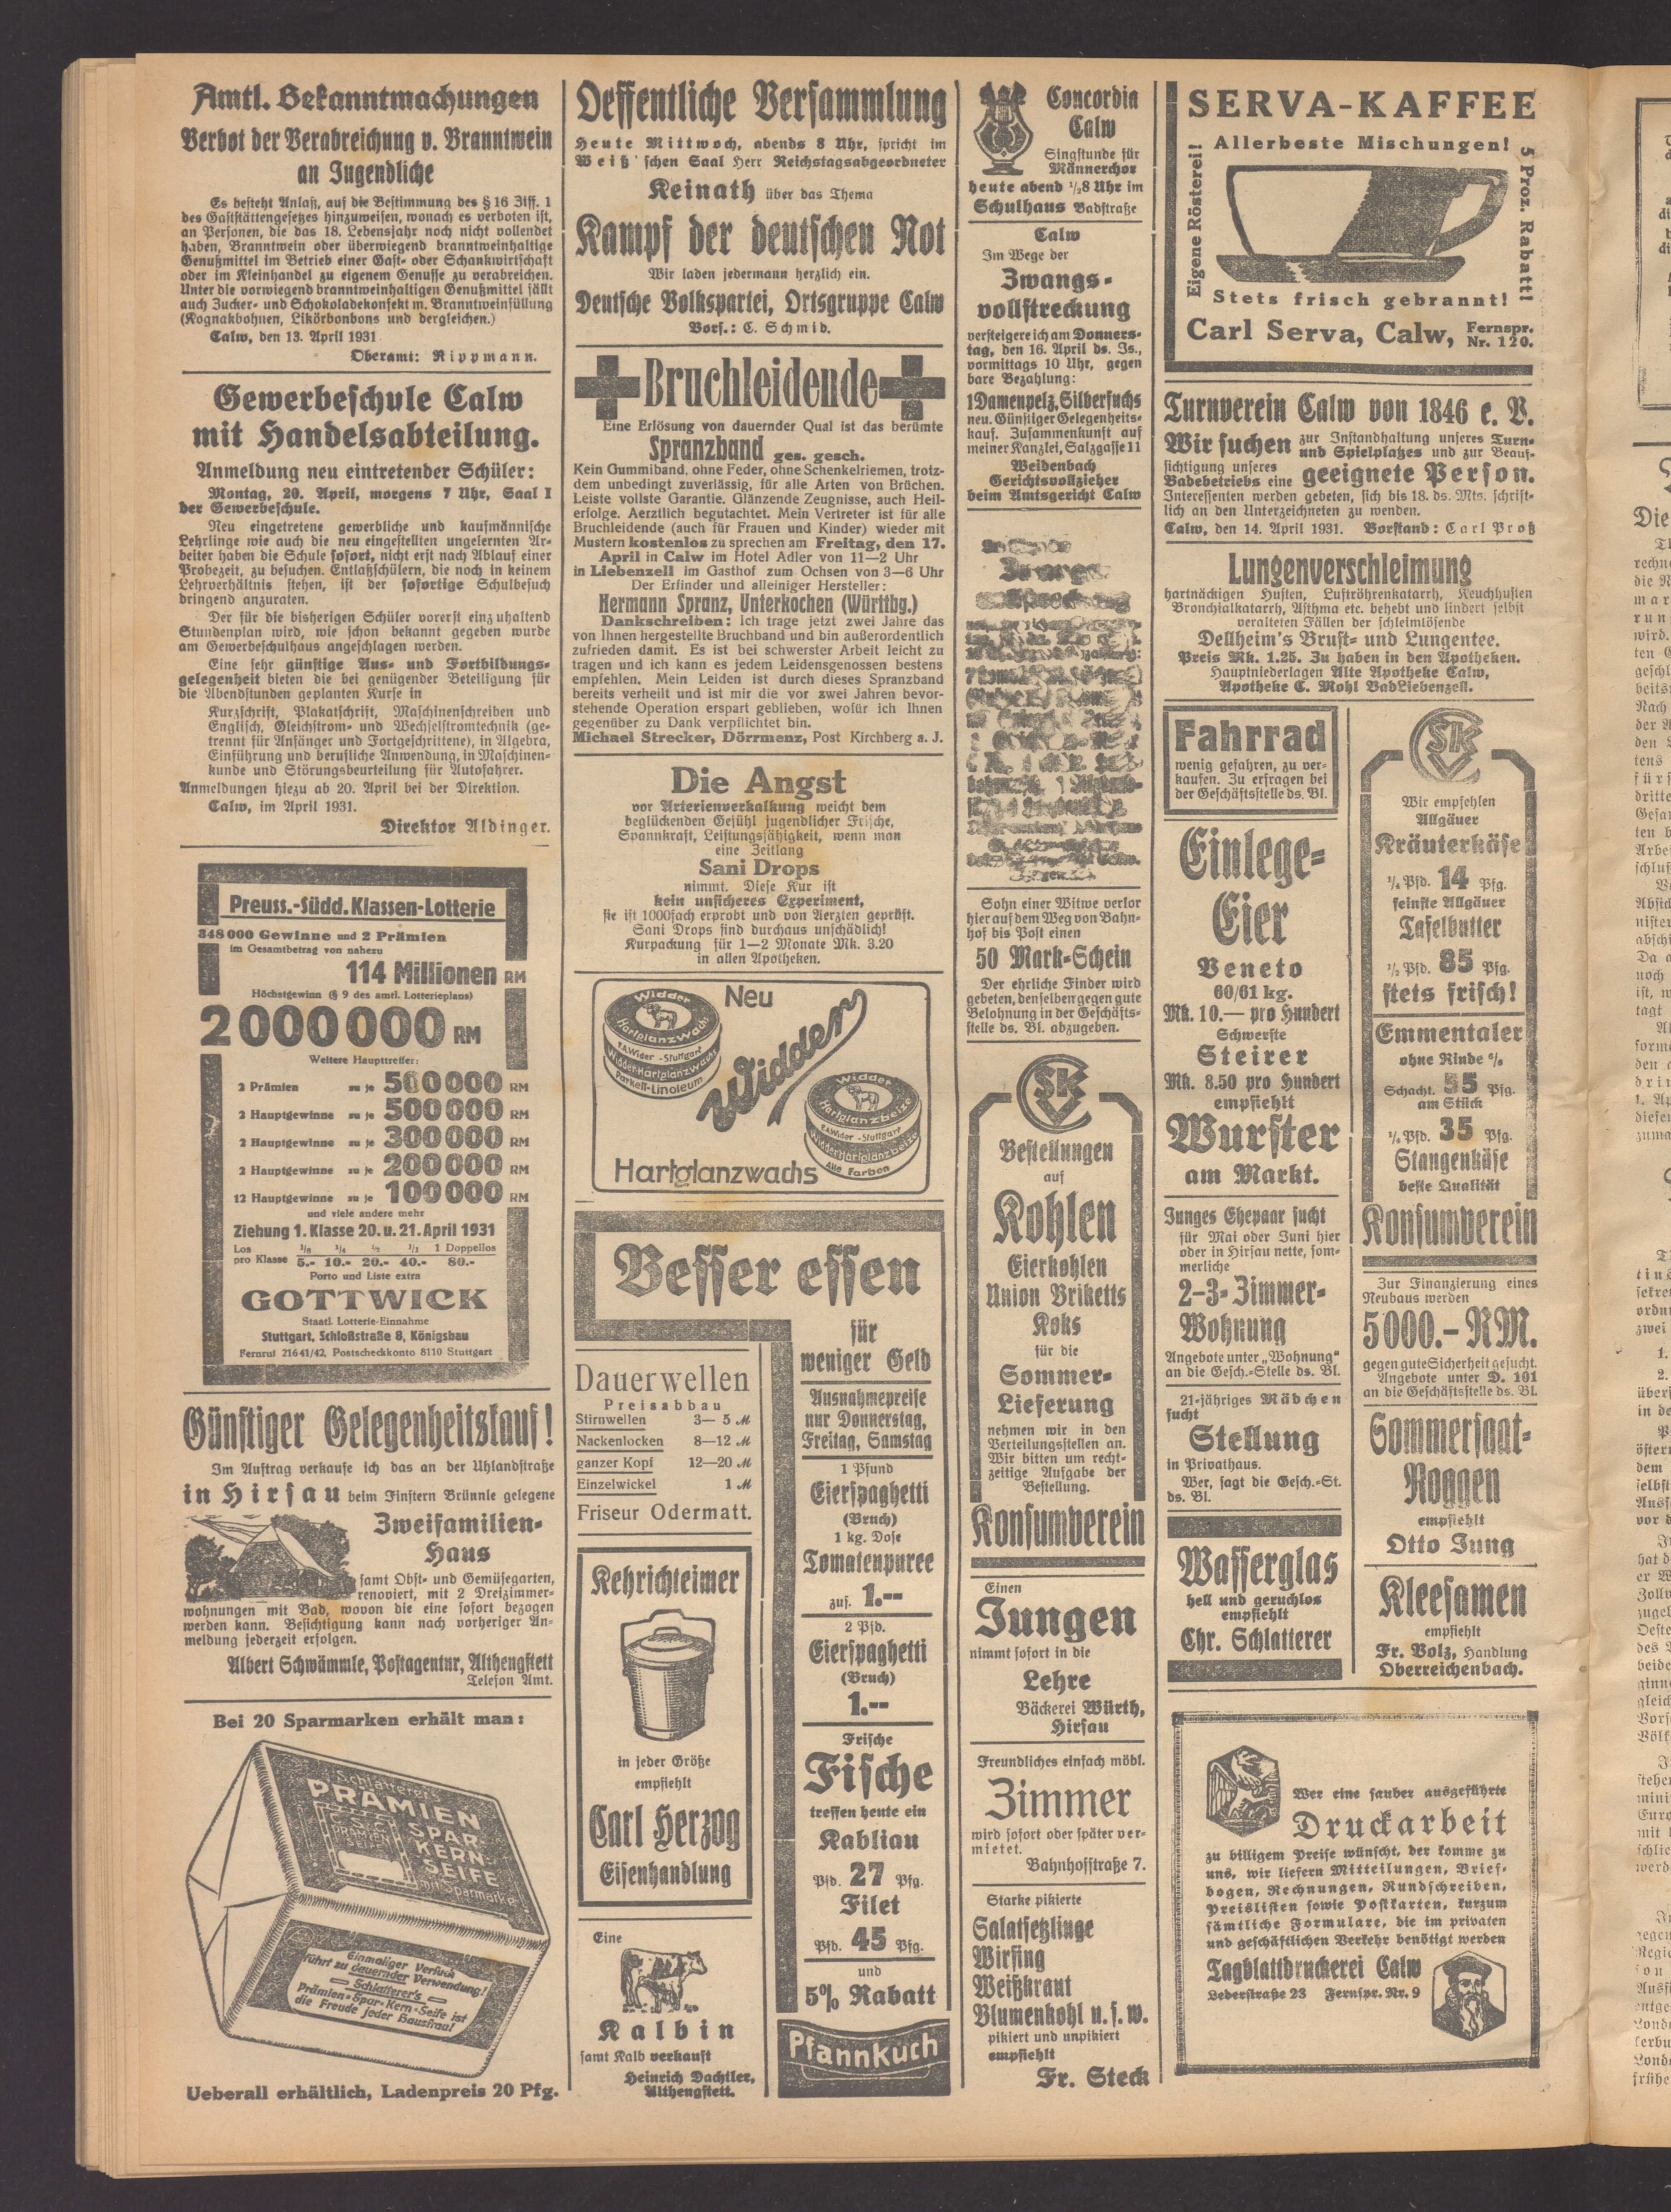 Amtl. Bekanntmachungen
Verbot der Verabreichung v. Branntwein
an Jugendliche
Es besteht Anlaß, auf die Bestimmung des § 16 Ziff. 1
des Gaststättengesetzes hinzuweisen, wonach es verboten ist,
an Personen, die das 18. Lebensjahr noch nicht vollendet
haben, Branntwein oder überwiegend branntweinhaltige
Genußmittel im Betrieb einer Gast- oder Schankwirtschaft
oder im Kleinhandel zu eigenem Genusse zu verabreichen.
Unter die vorwiegend branntweinhaltigen Genußmittel fällt
auch Zucker- und Schokoladekonfekt m. Branntweinfüllung
(Kognakbohnen, Likörbonbons und dergleichen.)
Calw, den 13. April 1931
Oberamt: Rippmann.
Gewerbeschule Calw
mit Handelsabteilung.
Anmeldung neu eintretender Schüler:
Montag, 20. April, morgens 7 Uhr, Saal I
der Gewerbeschule.
Neu eingetretene gewerbliche und kaufmännische
Lehrlinge wie auch die neu eingestellten ungelernten Ar-
beiter haben die Schule sofort, nicht erst nach Ablauf einer
Probezeit, zu besuchen. Entlaßschülern, die noch in keinem
Lehrverhältnis stehen, ist der sofortige Schulbesuch
dringend anzuraten.
Der für die bisherigen Schüler vorerst einzuhaltend
Stundenplan wird, wie schon bekannt gegeben wurde
am Gewerbeschulhaus angeschlagen werden.
Eine sehr günstige Aus- und Fortbildungs-
gelegenheit bieten die bei genügender Beteiligung für
die Abendstunden geplanten Kurse in
Kurzschrift, Plakatschrift, Maschinenschreiben und
Englisch, Gleichstrom- und Wechselstromtechnik (ge-
trennt für Anfänger und Fortgeschrittene), in Algebra,
Einführung und berufliche Anwendung, in Maschinen-
kunde und Störungsbeurteilung für Autofahrer.
Anmeldungen hiezu ab 20. April bei der Direktion.
Calw, im April 1931.
Direktor Aldinger.
Preuss.-Südd. Klassen-Lotterie
348 000 Gewinne und 2 Prämien
im Gesamtbetrag von nahezu
114 Millionen RM
Höchstgewinn (§ 9 des amtl. Lotterieplans)
2 000 000 RM
Weitere Haupttreffer:
2 Prämien zu je 500 000 RM
2 Hauptgewinne zu je 500 000 RM
2 Hauptgewinne zu je 300 000 RM
2 Hauptgewinne zu je 200 000 RM
12 Hauptgewinne zu je 100 000 RM
und viele andere mehr
Ziehung 1. Klasse 20. u. 21. April 1931
Los 1/8 1/4 1/2 1/1 1 Doppellos
pro Klasse 5.- 10.- 20.- 40.- 80.-
Porto und Liste extra
GOTTWICK
Staatl. Lotterie-Einnahme
Stuttgart, Schloßstraße 8, Königsbau
Fernruf 21641/42, Postscheckkonto 8110 Stuttgart
Günstiger Gelegenheitskauf!
Im Auftrag verkaufe ich das an der Uhlandstraße
in Hirsau beim Finstern Brünnle gelegene
Zweifamilien-
Haus
samt Obst- und Gemüsegarten,
renoviert, mit 2 Dreizimmer-
wohnungen mit Bad, wovon die eine sofort bezogen
werden kann. Besichtigung kann nach vorheriger An-
meldung jederzeit erfolgen.
Albert Schwämmle, Postagentur, Althengstett
Telefon Amt.
Bei 20 Sparmarken erhält man:
Schlatterer's
PRÄMIEN
SPAR
KERN-
SEIFE
mit Sparmarke
Einmaliger Versuch
führt zu dauernder Verwendung!
Schlatterer's
Prämien-Spar-Kern-Seife ist
die Freude jeder Hausfrau!
Ueberall erhältlich, Ladenpreis 20 Pfg.
Oeffentliche Versammlung
Heute Mittwoch, abends 8 Uhr, spricht im
Weiß'schen Saal Herr Reichstagsabgeordneter
Keinath über das Thema
Kampf der deutschen Not
Wir laden jedermann herzlich ein.
Deutsche Volkspartei, Ortsgruppe Calw
Vors.: C. Schmid.
Bruchleidende
Eine Erlösung von dauernder Qual ist das berümte
Spranzband ges. gesch.
Kein Gummiband, ohne Feder, ohne Schenkelriemen, trotz-
dem unbedingt zuverlässig, für alle Arten von Brüchen.
Leiste vollste Garantie. Glänzende Zeugnisse, auch Heil-
erfolge. Aerztlich begutachtet. Mein Vertreter ist für alle
Bruchleidende (auch für Frauen und Kinder) wieder mit
Mustern kostenlos zu sprechen am Freitag, den 17.
April in Calw im Hotel Adler von 11—2 Uhr
in Liebenzell im Gasthof zum Ochsen von 3—6 Uhr
Der Erfinder und alleiniger Hersteller:
Hermann Spranz, Unterkochen (Württbg.)
Dankschreiben: Ich trage jetzt zwei Jahre das
von Ihnen hergestellte Bruchband und bin außerordentlich
zufrieden damit. Es ist bei schwerster Arbeit leicht zu
tragen und ich kann es jedem Leidensgenossen bestens
empfehlen. Mein Leiden ist durch dieses Spranzband
bereits verheilt und ist mir die vor zwei Jahren bevor-
stehende Operation erspart geblieben, wofür ich Ihnen
gegenüber zu Dank verpflichtet bin.
Michael Strecker, Dörrmenz, Post Kirchberg a. J.
Die Angst
vor Arterienverkalkung weicht dem
beglückenden Gefühl jugendlicher Frische,
Spannkraft, Leistungsfähigkeit, wenn man
eine Zeitlang
Sani Drops
nimmt. Diese Kur ist
kein unsicheres Experiment,
sie ist 1000fach erprobt und von Aerzten geprüft.
Sani Drops sind durchaus unschädlich!
Kurpackung für 1—2 Monate Mk. 3.20
in allen Apotheken.
Neu
Widder
Widder
Hartglanzwachs
F.A. Wider-Stuttgart
Widder-Hartglanzwachs
Parkett-Linoleum
Widder
Hartglanzbeize
F.A. Wider-Stuttgart
Widder Hartglanzbeize
Alle Farben
Hartglanzwachs
Besser essen
für
weniger Geld
Ausnahmepreise
nur Donnerstag,
Freitag, Samstag
1 Pfund
Eierspaghetti
(Bruch)
1 kg. Dose
Tomatenpuree
zus. 1.--
2 Pfd.
Eierspaghetti
(Bruch)
1.--
Frische
Fische
treffen heute ein
Kabliau
Pfd. 27 Pfg.
Filet
Pfd. 45 Pfg.
und
5% Rabatt
Pfannkuch
Dauerwellen
Preisabbau
Stirnwellen 3— 5 M
Nackenlocken 8—12 M
ganzer Kopf 12—20 M
Einzelwickel 1 M
Friseur Odermatt.
Kehrichteimer
in jeder Größe
empfiehlt
Carl Herzog
Eisenhandlung
Eine
Kalbin
samt Kalb verkauft
Heinrich Dachtler,
Althengstett.
Concordia
Calw
Singstunde für
Männerchor
heute abend 1/28 Uhr im
Schulhaus Badstraße
Calw
Im Wege der
Zwangs-
vollstreckung
versteigere ich am Donners-
tag, den 16. April ds. Js.,
vormittags 10 Uhr, gegen
bare Bezahlung:
1 Damenpelz, Silberfuchs
neu. Günstiger Gelegenheits-
kauf. Zusammenkunft auf
meiner Kanzlei, Salzgasse 11
Weidenbach
Gerichtsvollzieher
beim Amtsgericht Calw
Sohn einer Witwe verlor
hier auf dem Weg von Bahn-
hof bis Post einen
50 Mark-Schein
Der ehrliche Finder wird
gebeten, denselben gegen gute
Belohnung in der Geschäfts-
stelle ds. Bl. abzugeben.
Bestellungen
auf
Kohlen
Eierkohlen
Union Briketts
Koks
für die
Sommer-
Lieferung
nehmen wir in den
Verteilungsstellen an.
Wir bitten um recht-
zeitige Aufgabe der
Bestellung.
Konsumverein
Einen
Jungen
nimmt sofort in die
Lehre
Bäckerei Würth,
Hirsau
Freundliches einfach möbl.
Zimmer
wird sofort oder später ver-
mietet.
Bahnhofstraße 7.
Starke pikierte
Salatsetzlinge
Wirsing
Weißkraut
Blumenkohl u. s. w.
pikiert und unpikiert
empfiehlt
Fr. Steck
SERVA-KAFFEE
Allerbeste Mischungen!
Eigene Rösterei!
5 Proz. Rabatt!
Stets frisch gebrannt!
Carl Serva, Calw, Fernspr. Nr. 120.
Turnverein Calw von 1846 e. V.
Wir suchen zur Instandhaltung unseres Turn-
und Spielplatzes und zur Beauf-
sichtigung unseres
Badebetriebs eine geeignete Person.
Interessenten werden gebeten, sich bis 18. ds. Mts. schrift-
lich an den Unterzeichneten zu wenden.
Calw, den 14. April 1931. Vorstand: Carl Proß
Lungenverschleimung
hartnäckigen Husten, Luftröhrenkatarrh, Keuchhusten
Bronchialkatarrh, Asthma etc. behebt und lindert selbst
veralteten Fällen der schleimlösende
Dellheim's Brust- und Lungentee.
Preis Mk. 1.25. Zu haben in den Apotheken.
Hauptniederlagen Alte Apotheke Calw,
Apotheke C. Mohl Bad Liebenzell.
Fahrrad
wenig gefahren, zu ver-
kaufen. Zu erfragen bei
der Geschäftsstelle ds. Bl.
Einlege-
Eier
Veneto
60/61 kg.
Mk. 10.— pro Hundert
Schwerste
Steirer
Mk. 8.50 pro Hundert
empfiehlt
Wurster
am Markt.
Junges Ehepaar sucht
für Mai oder Juni hier
oder in Hirsau nette, som-
merliche
2-3-Zimmer-
Wohnung
Angebote unter „Wohnung"
an die Gesch.-Stelle ds. Bl.
21-jähriges Mädchen
sucht
Stellung
in Privathaus.
Wer, sagt die Gesch.-St.
ds. Bl.
Wasserglas
hell und geruchlos
empfiehlt
Chr. Schlatterer
Wir empfehlen
Allgäuer
Kräuterkäse
1/4 Pfd. 14 Pfg.
feinste Allgäuer
Tafelbutter
1/2 Pfd. 85 Pfg.
stets frisch!
Emmentaler
ohne Rinde
Schacht. 55 Pfg.
am Stück
1/4 Pfd. 35 Pfg.
Stangenkäse
beste Qualität
Konsumverein
Zur Finanzierung eines
Neubaus werden
5000.- RM.
gegen gute Sicherheit gesucht.
Angebote unter D. 101
an die Geschäftsstelle ds. Bl.
Sommersaat-
Roggen
empfiehlt
Otto Jung
Kleesamen
empfiehlt
Fr. Volz, Handlung
Oberreichenbach.
Wer eine sauber ausgeführte
Druckarbeit
zu billigem Preise wünscht, der komme zu
uns, wir liefern Mitteilungen, Brief-
bogen, Rechnungen, Rundschreiben,
Preislisten sowie Postkarten, kurzum
sämtliche Formulare, die im privaten
und geschäftlichen Verkehr benötigt werden
Tagblattdruckerei Calw
Lederstraße 23 Fernspr. Nr. 9